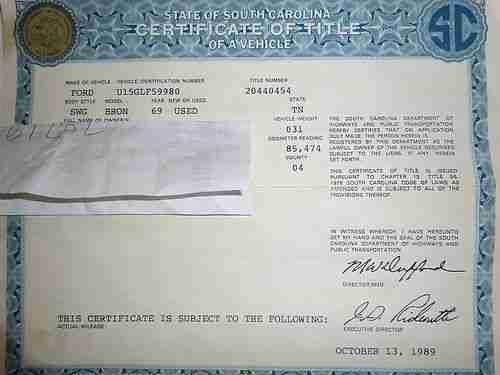 STATE OF SOUTH CAROLINA
CERTIFICATE OF TITLE
OF A VEHICLE
SC
MAKE OF VEHICLE VEHICLE IDENTIFICATION NUMBER TITLE NUMBER
FORD U15GLF59980 20440454
BODY STYLE MODEL YEAR NEW OR USED STATE
SWG BRON 69 USED TN
FULL NAME OF
VEHICLE WEIGHT
031
ODOMETER READING
85,474
COUNTY
04
THE SOUTH CAROLINA DEPARTMENT OF
HIGHWAYS AND PUBLIC TRANSPORTATION
HEREBY CERTIFIES THAT ON APPLICATION
DULY MADE, THE PERSON HEREIN IS
REGISTERED BY THIS DEPARTMENT AS THE
LAWFUL OWNER OF THE VEHICLE DESCRIBED
SUBJECT TO THE LIENS, IF ANY, HEREIN
SET FORTH.
THIS CERTIFICATE OF TITLE IS ISSUED
PURSUANT TO CHAPTER 19, TITLE 56,
1976 SOUTH CAROLINA CODE OF LAWS, AS
AMENDED AND IS SUBJECT TO ALL OF THE
PROVISIONS THEREOF.
IN WITNESS WHEREOF, I HAVE HEREUNTO
SET MY HAND AND THE SEAL OF THE SOUTH
CAROLINA DEPARTMENT OF HIGHWAYS AND
PUBLIC TRANSPORTATION.
DIRECTOR MVD
EXECUTIVE DIRECTOR
THIS CERTIFICATE IS SUBJECT TO THE FOLLOWING:
ACTUAL MILEAGE
OCTOBER 13, 1989